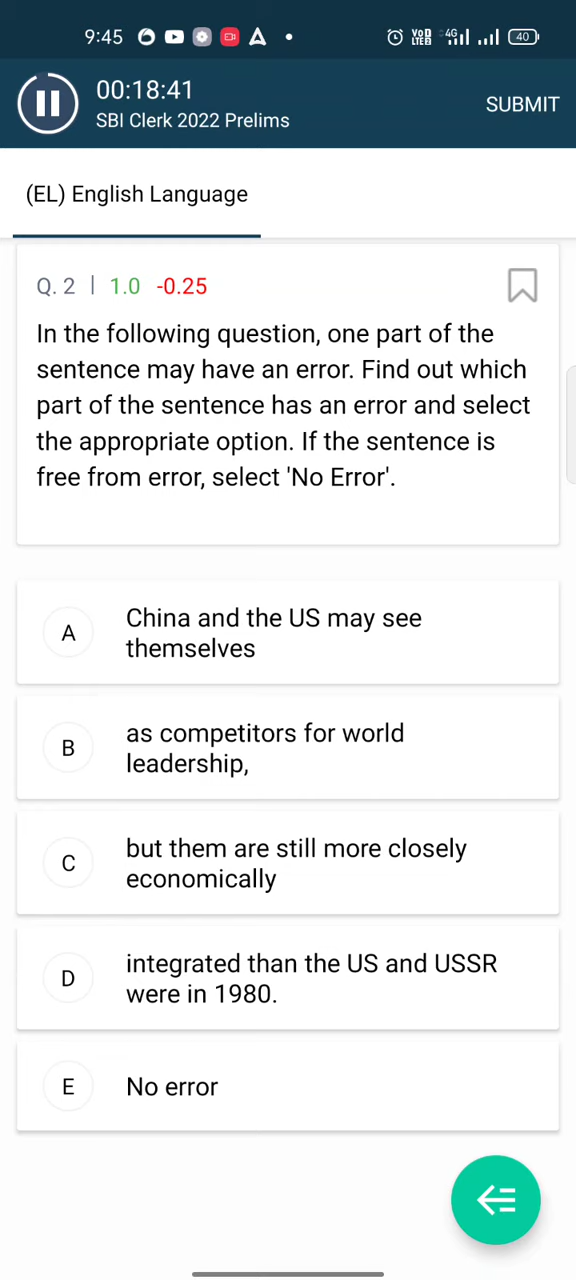 9:45
VoD
LTE2
4G
40
00:18:41
SBI Clerk 2022 Prelims
SUBMIT
(EL) English Language
Q. 2 | 1.0 -0.25
In the following question, one part of the
sentence may have an error. Find out which
part of the sentence has an error and select
the appropriate option. If the sentence is
free from error, select 'No Error'.
A
China and the US may see
themselves
B
as competitors for world
leadership,
C
but them are still more closely
economically
D
integrated than the US and USSR
were in 1980.
E
No error